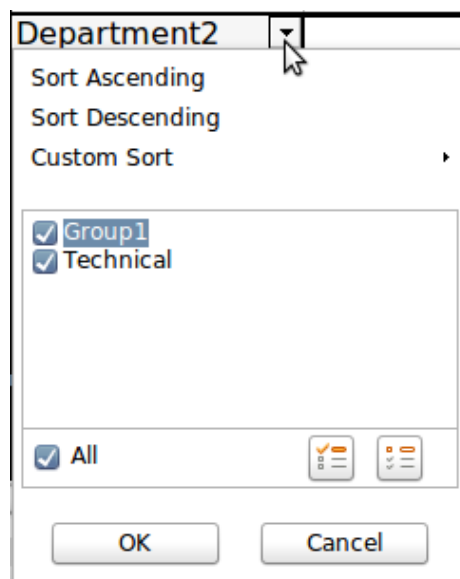 Department2
Sort Ascending
Sort Descending
Custom Sort
Group1
Technical
All
OK
Cancel